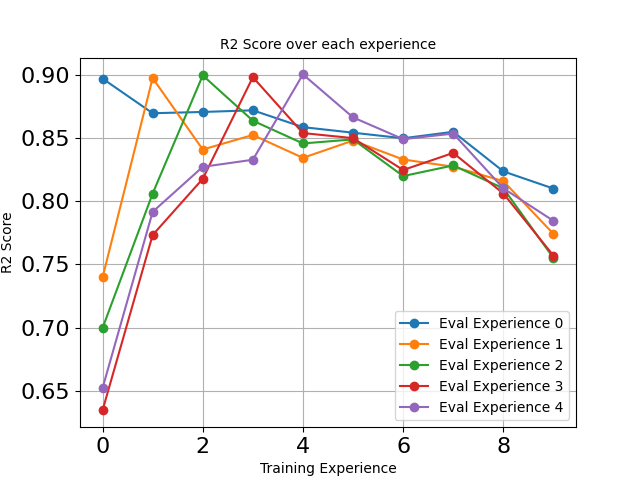 R2 Score over each experience
0.90
0.85
0.80
0.75
0.70
0.65
R2 Score
0 2 4 6 8
Training Experience
Eval Experience 0
Eval Experience 1
Eval Experience 2
Eval Experience 3
Eval Experience 4